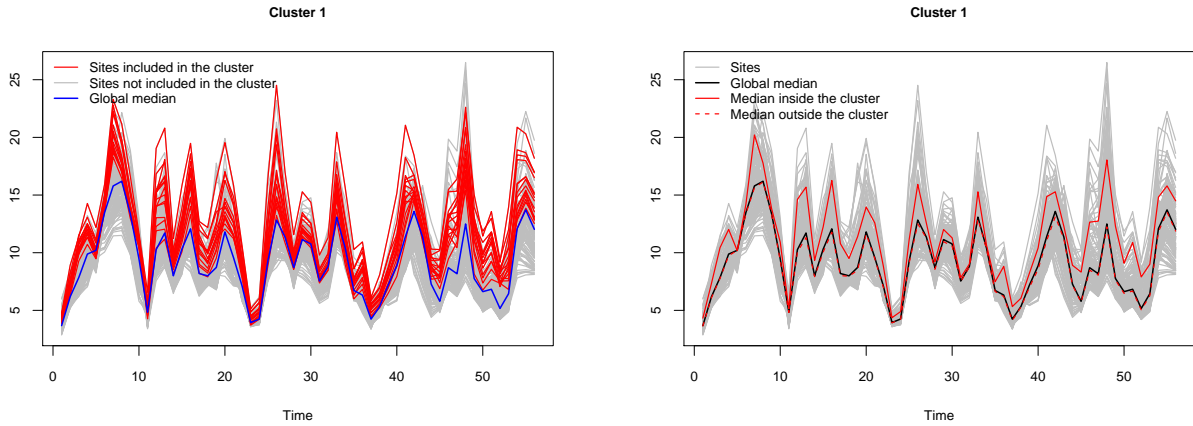 Cluster 1
Sites included in the cluster
Sites not included in the cluster
Global median
25
20
15
10
5
0 10 20 30 40 50
Time
Cluster 1
Sites
Global median
Median inside the cluster
Median outside the cluster
25
20
15
10
5
0 10 20 30 40 50
Time